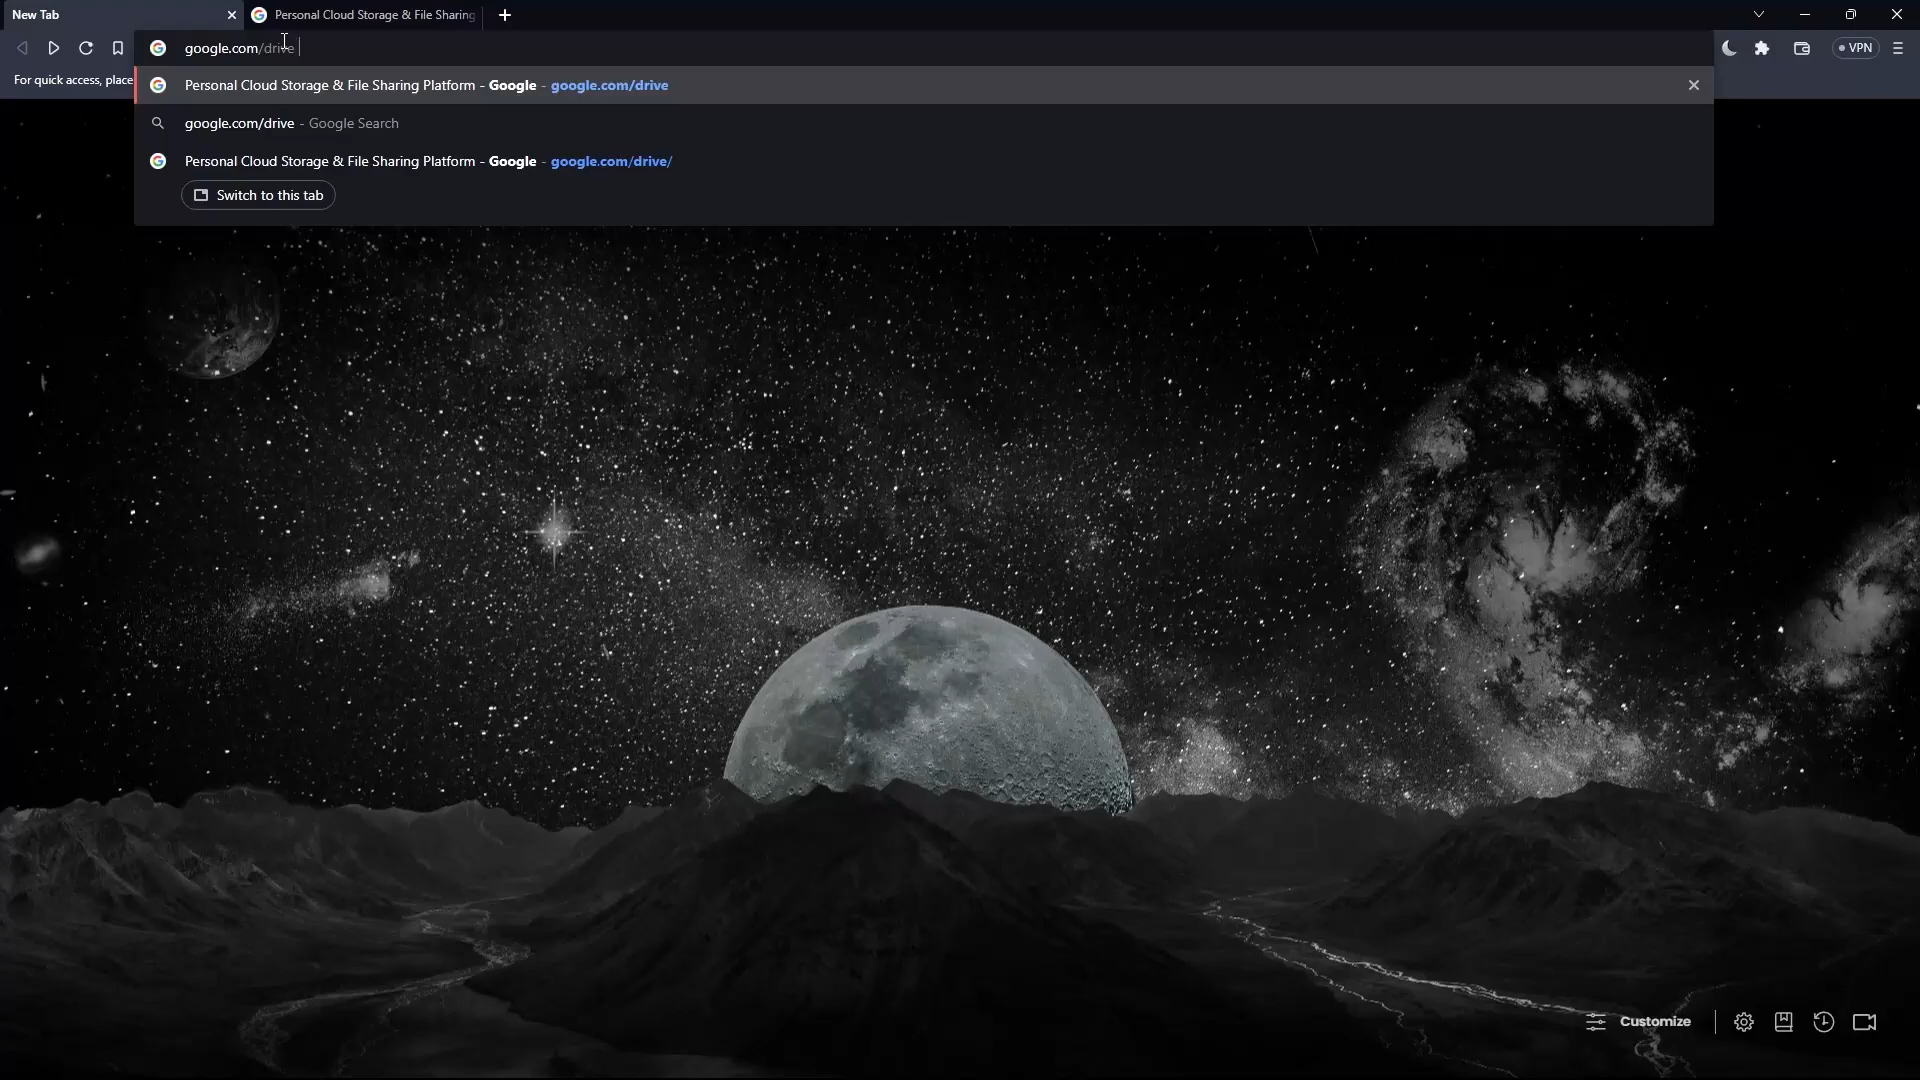 New Tab
Personal Cloud Storage & File Sharing
google.com/drive
VPN
For quick access, place
Personal Cloud Storage & File Sharing Platform - Google - google.com/drive
google.com/drive - Google Search
Personal Cloud Storage & File Sharing Platform - Google - google.com/drive/
Switch to this tab
Customize